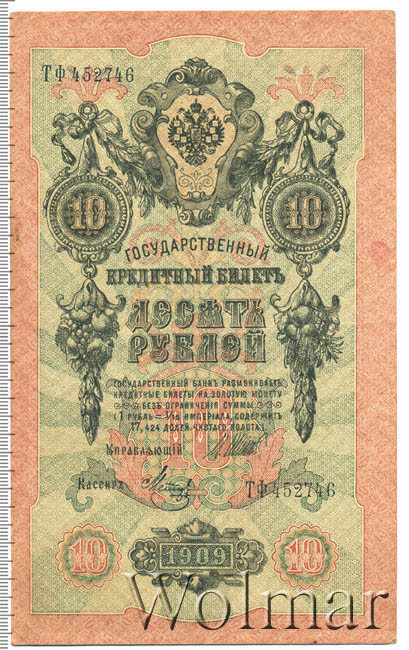 ТФ 452746
10 10
ГОСУДАРСТВЕННЫЙ
КРЕДИТНЫЙ БИЛЕТЪ
ДЕСЯТЬ
РУБЛЕЙ
ГОСУДАРСТВЕННЫЙ БАНКЪ РАЗМѢНИВАЕТЪ
КРЕДИТНЫЕ БИЛЕТЫ НА ЗОЛОТУЮ МОНЕТУ
БЕЗЪ ОГРАНИЧЕНІЯ СУММЫ
(1 РУБЛЬ = 1/15 ИМПЕРІАЛА, СОДЕРЖИТЪ
17,424 ДОЛЕЙ ЧИСТАГО ЗОЛОТА).
10
УПРАВЛЯЮЩІЙ
Кассиръ
ТФ 452746
10 1909 10
Wolmar